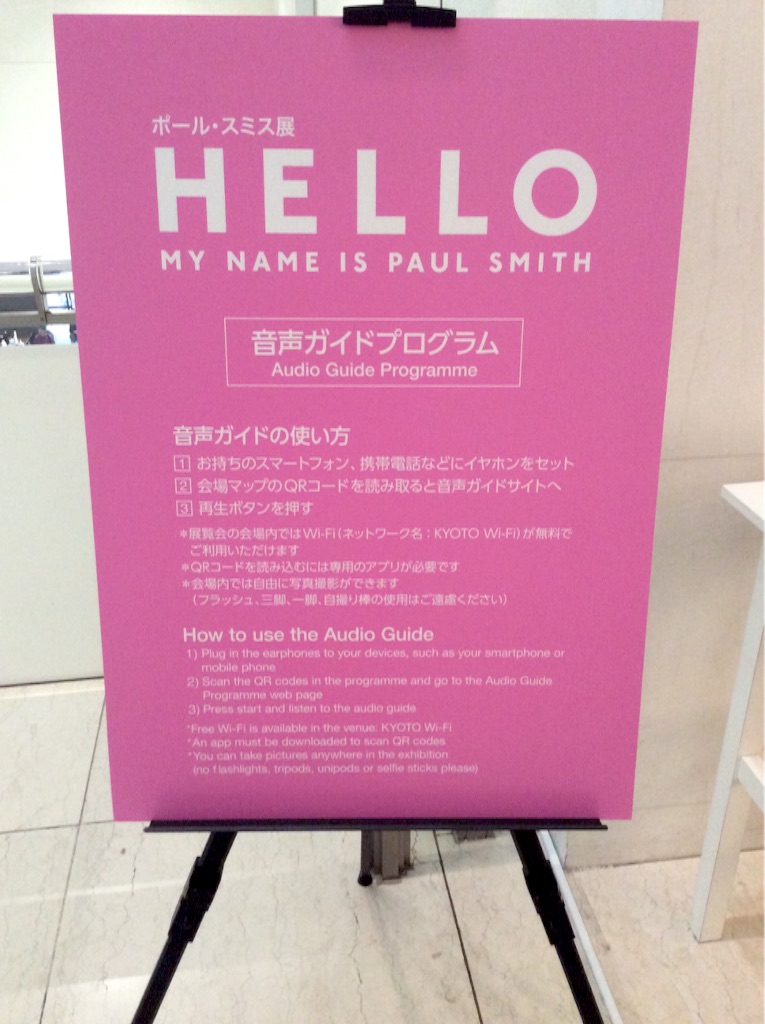 ポール・スミス展
HELLO
MY NAME IS PAUL SMITH
音声ガイドプログラム
Audio Guide Programme
音声ガイドの使い方
1 お持ちのスマートフォン、携帯電話などにイヤホンをセット
2 会場マップのQRコードを読み取ると音声ガイドサイトへ
3 再生ボタンを押す
＊展覧会の会場内ではWi-Fi（ネットワーク名：KYOTO Wi-Fi）が無料で
ご利用いただけます
＊QRコードを読み込むには専用のアプリが必要です
＊会場内では自由に写真撮影ができます
（フラッシュ、三脚、一脚、自撮り棒の使用はご遠慮ください）
How to use the Audio Guide
1) Plug in the earphones to your devices, such as your smartphone or
mobile phone
2) Scan the QR codes in the programme and go to the Audio Guide
Programme web page
3) Press start and listen to the audio guide
*Free Wi-Fi is available in the venue: KYOTO Wi-Fi
*An app must be downloaded to scan QR codes
*You can take pictures anywhere in the exhibition
(no flashlights, tripods, unipods or selfie sticks please)